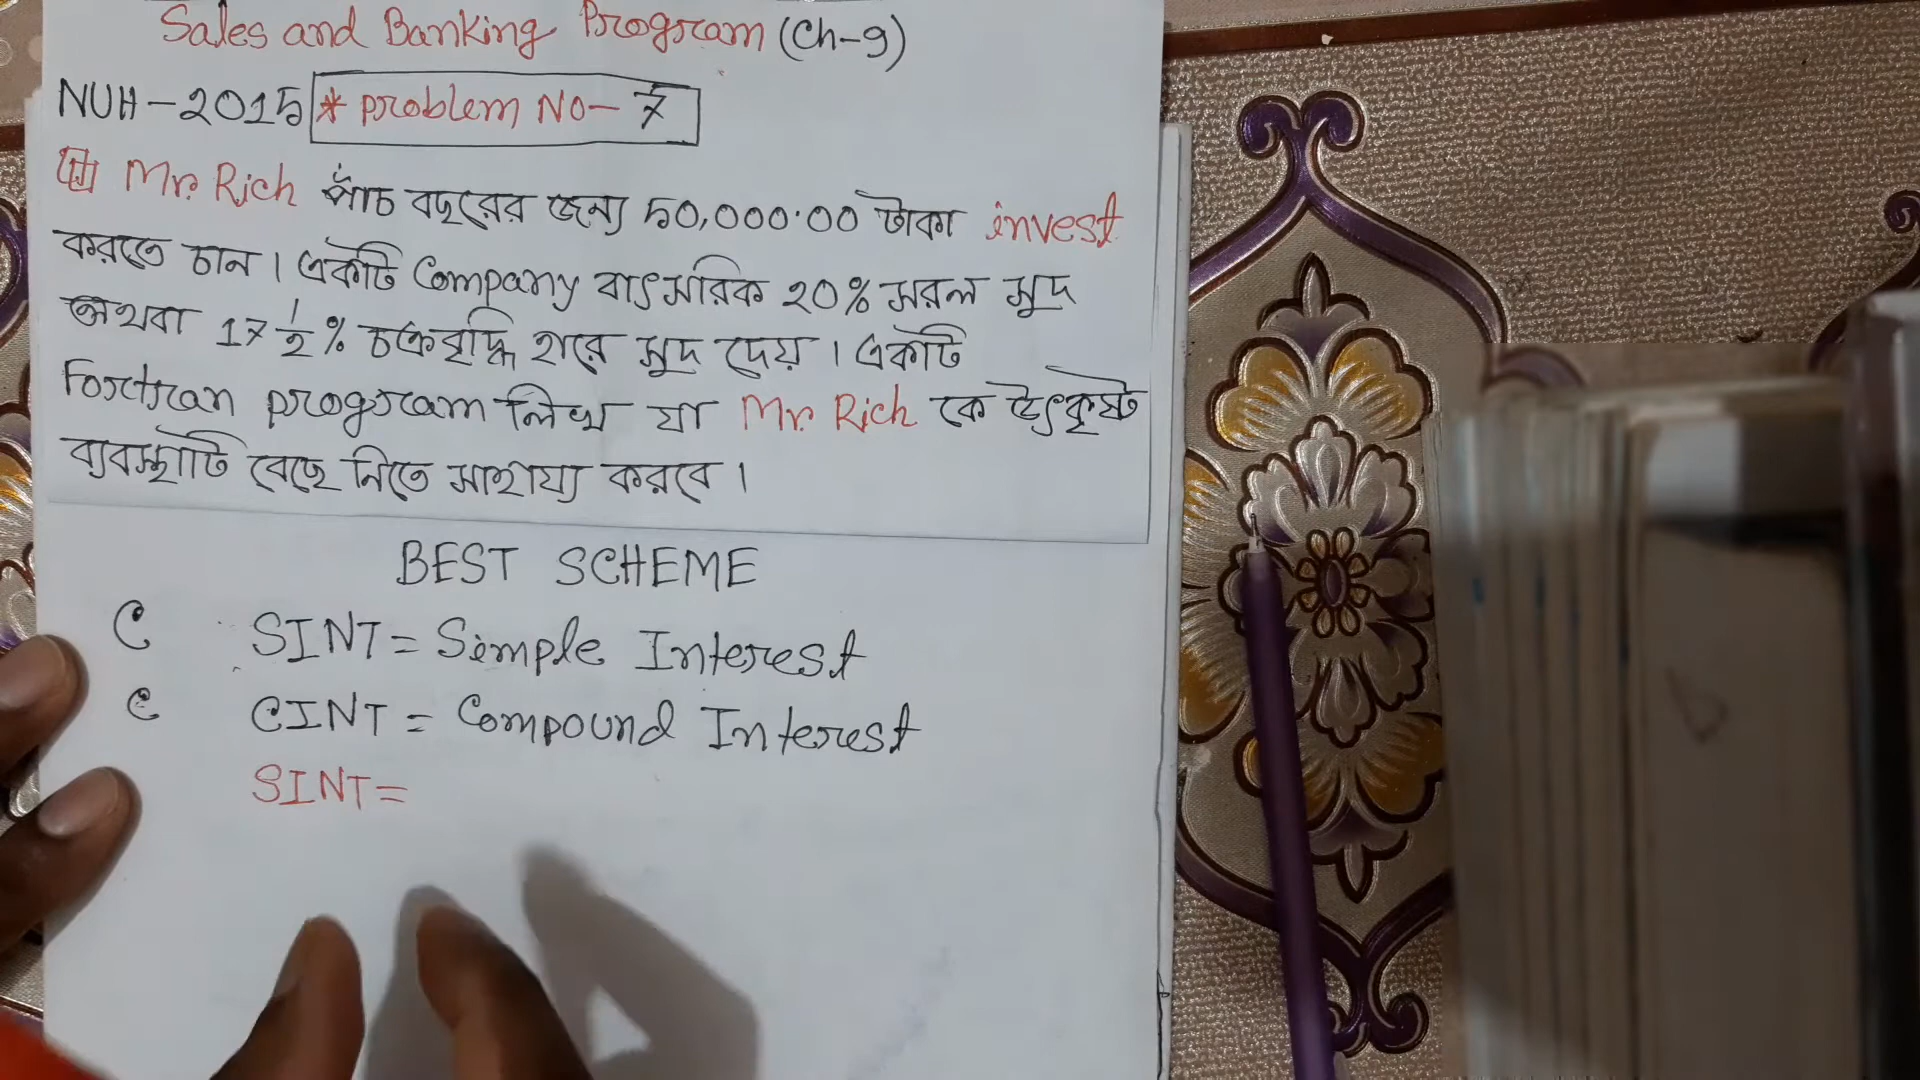 Sales and Banking Program (Ch-9)
NUH-2015 * Problem No- 7
Mr. Rich পাঁচ বছরের জন্য 50,000.00 টাকা invest
করতে চান। একটি Company বাৎসরিক ২0% সরল সুদ
অথবা 17 1/2 % চক্রবৃদ্ধি হারে সুদ দেয়। একটি
Fortran program লিখ যা Mr. Rich কে উৎকৃষ্ট
ব্যবস্থাটি বেছে নিতে সাহায্য করবে।
BEST SCHEME
C SINT = Simple Interest
C CINT = Compound Interest
SINT =